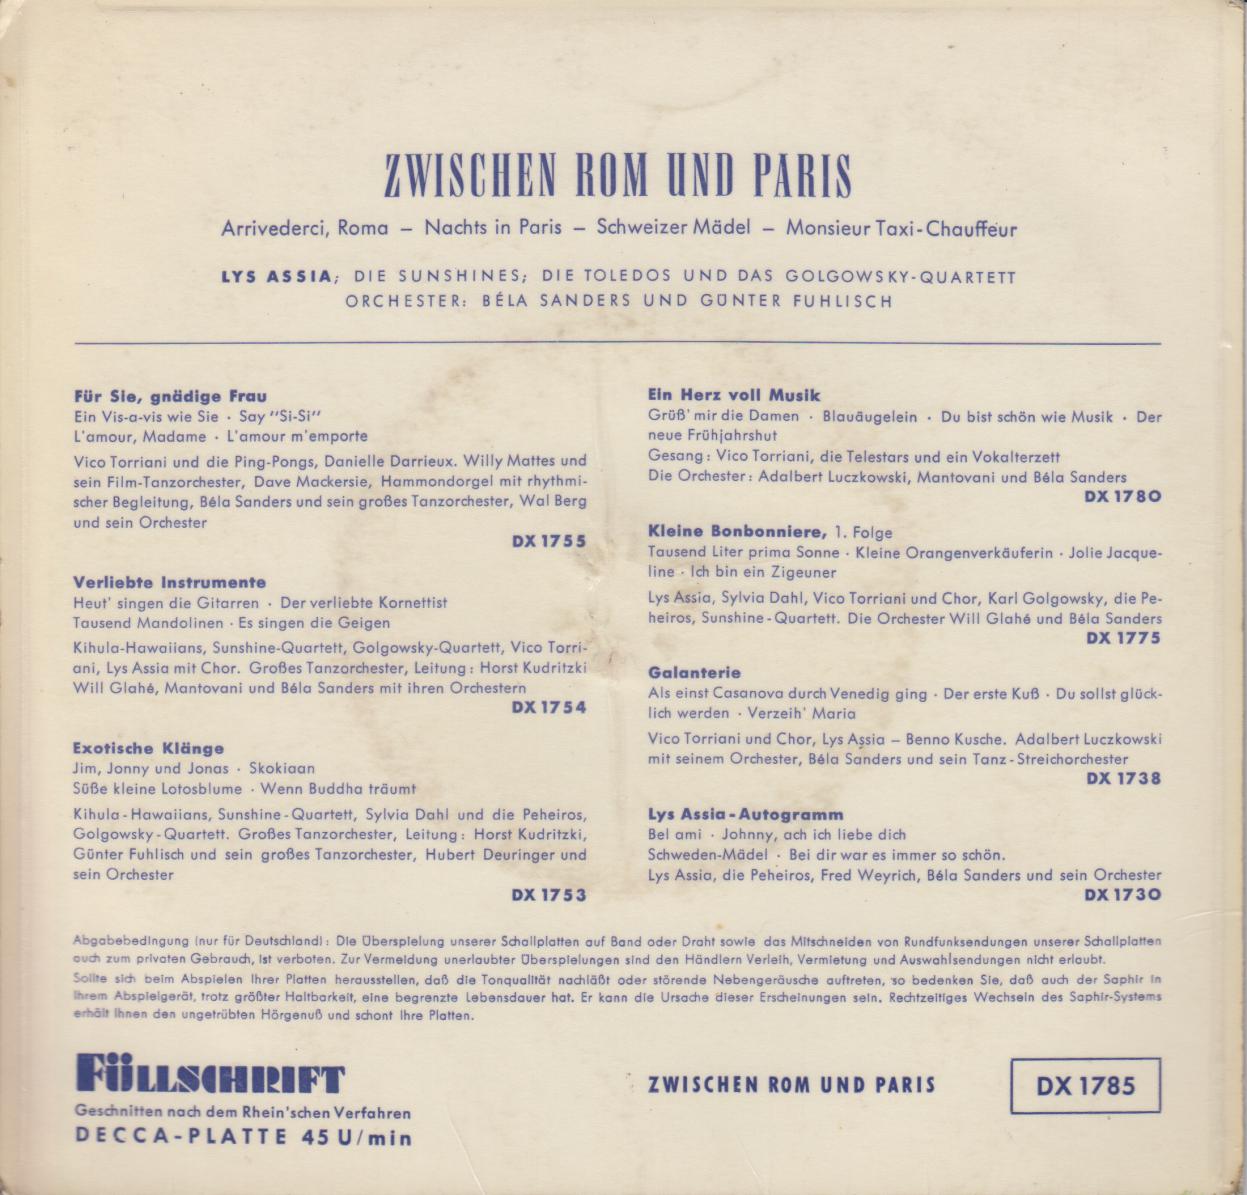 ZWISCHEN ROM UND PARIS
Arrivederci, Roma – Nachts in Paris – Schweizer Mädel – Monsieur Taxi-Chauffeur
LYS ASSIA; DIE SUNSHINES; DIE TOLEDOS UND DAS GOLGOWSKY-QUARTETT
ORCHESTER: BÉLA SANDERS UND GÜNTER FUHLISCH
Für Sie, gnädige Frau
Ein Vis-a-vis wie Sie · Say "Si-Si"
L'amour, Madame · L'amour m'emporte
Vico Torriani und die Ping-Pongs, Danielle Darrieux. Willy Mattes und
sein Film-Tanzorchester, Dave Mackersie, Hammondorgel mit rhythmi-
scher Begleitung, Béla Sanders und sein großes Tanzorchester, Wal Berg
und sein Orchester
DX 1755
Verliebte Instrumente
Heut' singen die Gitarren · Der verliebte Kornettist
Tausend Mandolinen · Es singen die Geigen
Kihula-Hawaiians, Sunshine-Quartett, Golgowsky-Quartett, Vico Torri-
ani, Lys Assia mit Chor. Großes Tanzorchester, Leitung: Horst Kudritzki
Will Glahé, Mantovani und Béla Sanders mit ihren Orchestern
DX 1754
Exotische Klänge
Jim, Jonny und Jonas · Skokiaan
Süße kleine Lotosblume · Wenn Buddha träumt
Kihula-Hawaiians, Sunshine-Quartett, Sylvia Dahl und die Peheiros,
Golgowsky-Quartett. Großes Tanzorchester, Leitung: Horst Kudritzki,
Günter Fuhlisch und sein großes Tanzorchester, Hubert Deuringer und
sein Orchester
DX 1753
Ein Herz voll Musik
Grüß' mir die Damen · Blauäugelein · Du bist schön wie Musik · Der
neue Frühjahrshut
Gesang: Vico Torriani, die Telestars und ein Vokalterzett
Die Orchester: Adalbert Luczkowski, Mantovani und Béla Sanders
DX 1780
Kleine Bonbonniere, 1. Folge
Tausend Liter prima Sonne · Kleine Orangenverkäuferin · Jolie Jacque-
line · Ich bin ein Zigeuner
Lys Assia, Sylvia Dahl, Vico Torriani und Chor, Karl Golgowsky, die Pe-
heiros, Sunshine-Quartett. Die Orchester Will Glahé und Béla Sanders
DX 1775
Galanterie
Als einst Casanova durch Venedig ging · Der erste Kuß · Du sollst glück-
lich werden · Verzeih' Maria
Vico Torriani und Chor, Lys Assia – Benno Kusche. Adalbert Luczkowski
mit seinem Orchester, Béla Sanders und sein Tanz-Streichorchester
DX 1738
Lys Assia-Autogramm
Bel ami · Johnny, ach ich liebe dich
Schweden-Mädel · Bei dir war es immer so schön.
Lys Assia, die Peheiros, Fred Weyrich, Béla Sanders und sein Orchester
DX 1730
Abgabebedingung (nur für Deutschland): Die Überspielung unserer Schallplatten auf Band oder Draht sowie das Mitschneiden von Rundfunksendungen unserer Schallplatten
auch zum privaten Gebrauch, ist verboten. Zur Vermeidung unerlaubter Überspielungen sind den Händlern Verleih, Vermietung und Auswahlsendungen nicht erlaubt.
Sollte sich beim Abspielen Ihrer Platten herausstellen, daß die Tonqualität nachläßt oder störende Nebengeräusche auftreten, so bedenken Sie, daß auch der Saphir in
Ihrem Abspielgerät, trotz größter Haltbarkeit, eine begrenzte Lebensdauer hat. Er kann die Ursache dieser Erscheinungen sein. Rechtzeitiges Wechseln des Saphir-Systems
erhält Ihnen den ungetrübten Hörgenuß und schont Ihre Platten.
FÜLLSCHRIFT
Geschnitten nach dem Rhein'schen Verfahren
DECCA-PLATTE 45 U/min
ZWISCHEN ROM UND PARIS
DX 1785